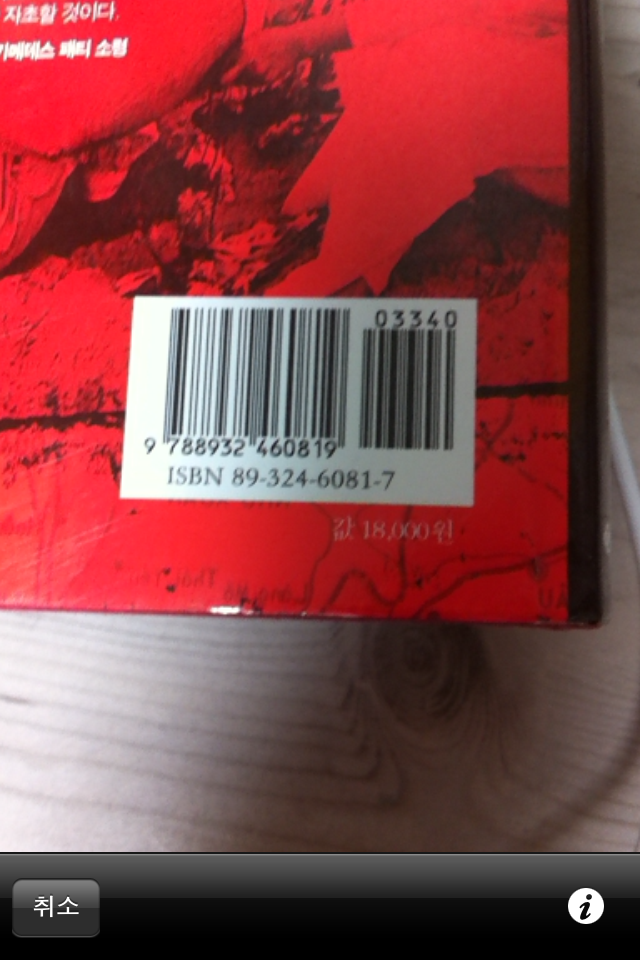 자초할 것이다.
기메데스 패티 소령
03340
9 788932 460819
ISBN 89-324-6081-7
값 18,000원
취소
i